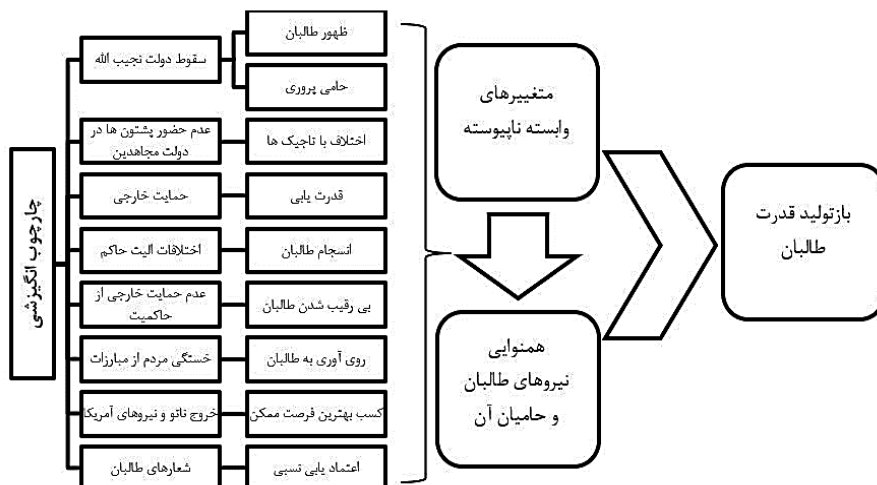 چارچوب انگیزشی
سقوط دولت نجیب الله
ظهور طالبان
حامی پروری
عدم حضور پشتون ها در
دولت مجاهدین
اختلاف با تاجیک ها
حمایت خارجی
قدرت یابی
اختلافات الیت حاکم
انسجام طالبان
عدم حمایت خارجی از
حاکمیت
بی رقیب شدن طالبان
خستگی مردم از مبارزات
روی آوری به طالبان
خروج ناتو و نیروهای آمریکا
کسب بهترین فرصت ممکن
شعارهای طالبان
اعتماد یابی نسبی
متغییرهای
وابسته ناپیوسته
همنوایی
نیروهای طالبان
و حامیان آن
بازتولید قدرت
طالبان